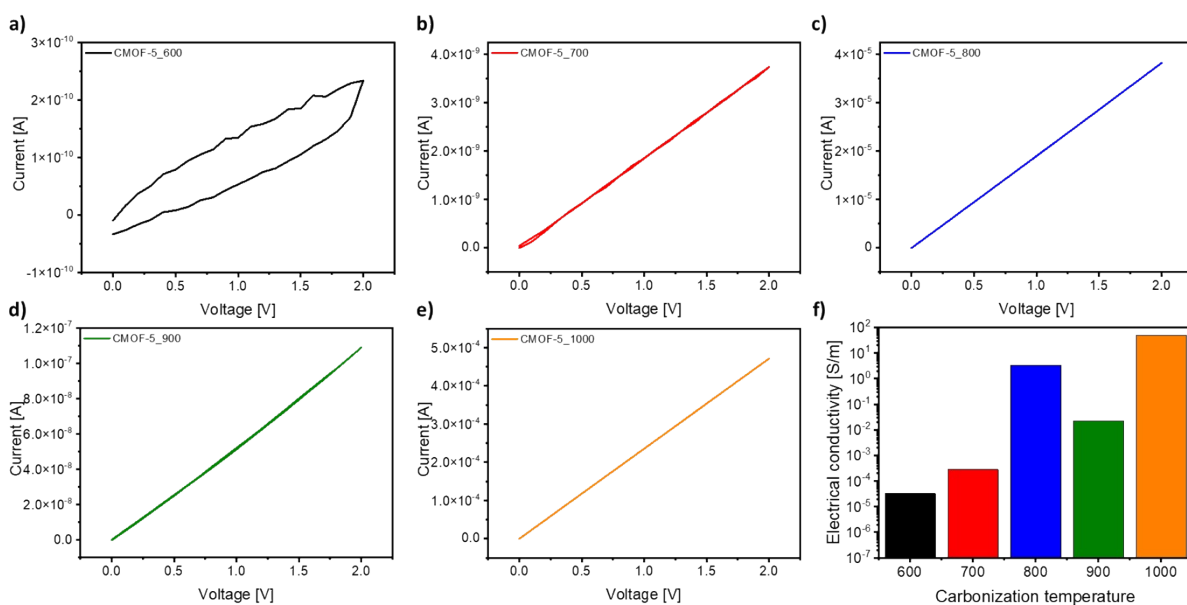 a)
CMOF-5_600
3×10⁻¹⁰
2×10⁻¹⁰
1×10⁻¹⁰
0
-1×10⁻¹⁰
Current [A]
0.0 0.5 1.0 1.5 2.0
Voltage [V]
b)
CMOF-5_700
4.0×10⁻⁹
3.0×10⁻⁹
2.0×10⁻⁹
1.0×10⁻⁹
0.0
Current [A]
0.0 0.5 1.0 1.5 2.0
Voltage [V]
c)
CMOF-5_800
4×10⁻⁵
3×10⁻⁵
2×10⁻⁵
1×10⁻⁵
0
Current [A]
0.0 0.5 1.0 1.5 2.0
Voltage [V]
d)
CMOF-5_900
1.2×10⁻⁷
1.0×10⁻⁷
8.0×10⁻⁸
6.0×10⁻⁸
4.0×10⁻⁸
2.0×10⁻⁸
0.0
Current [A]
0.0 0.5 1.0 1.5 2.0
Voltage [V]
e)
CMOF-5_1000
5.0×10⁻⁴
4.0×10⁻⁴
3.0×10⁻⁴
2.0×10⁻⁴
1.0×10⁻⁴
0.0
Current [A]
0.0 0.5 1.0 1.5 2.0
Voltage [V]
f)
10²
10¹
10⁰
10⁻¹
10⁻²
10⁻³
10⁻⁴
10⁻⁵
10⁻⁶
10⁻⁷
Electrical conductivity [S/m]
600 700 800 900 1000
Carbonization temperature